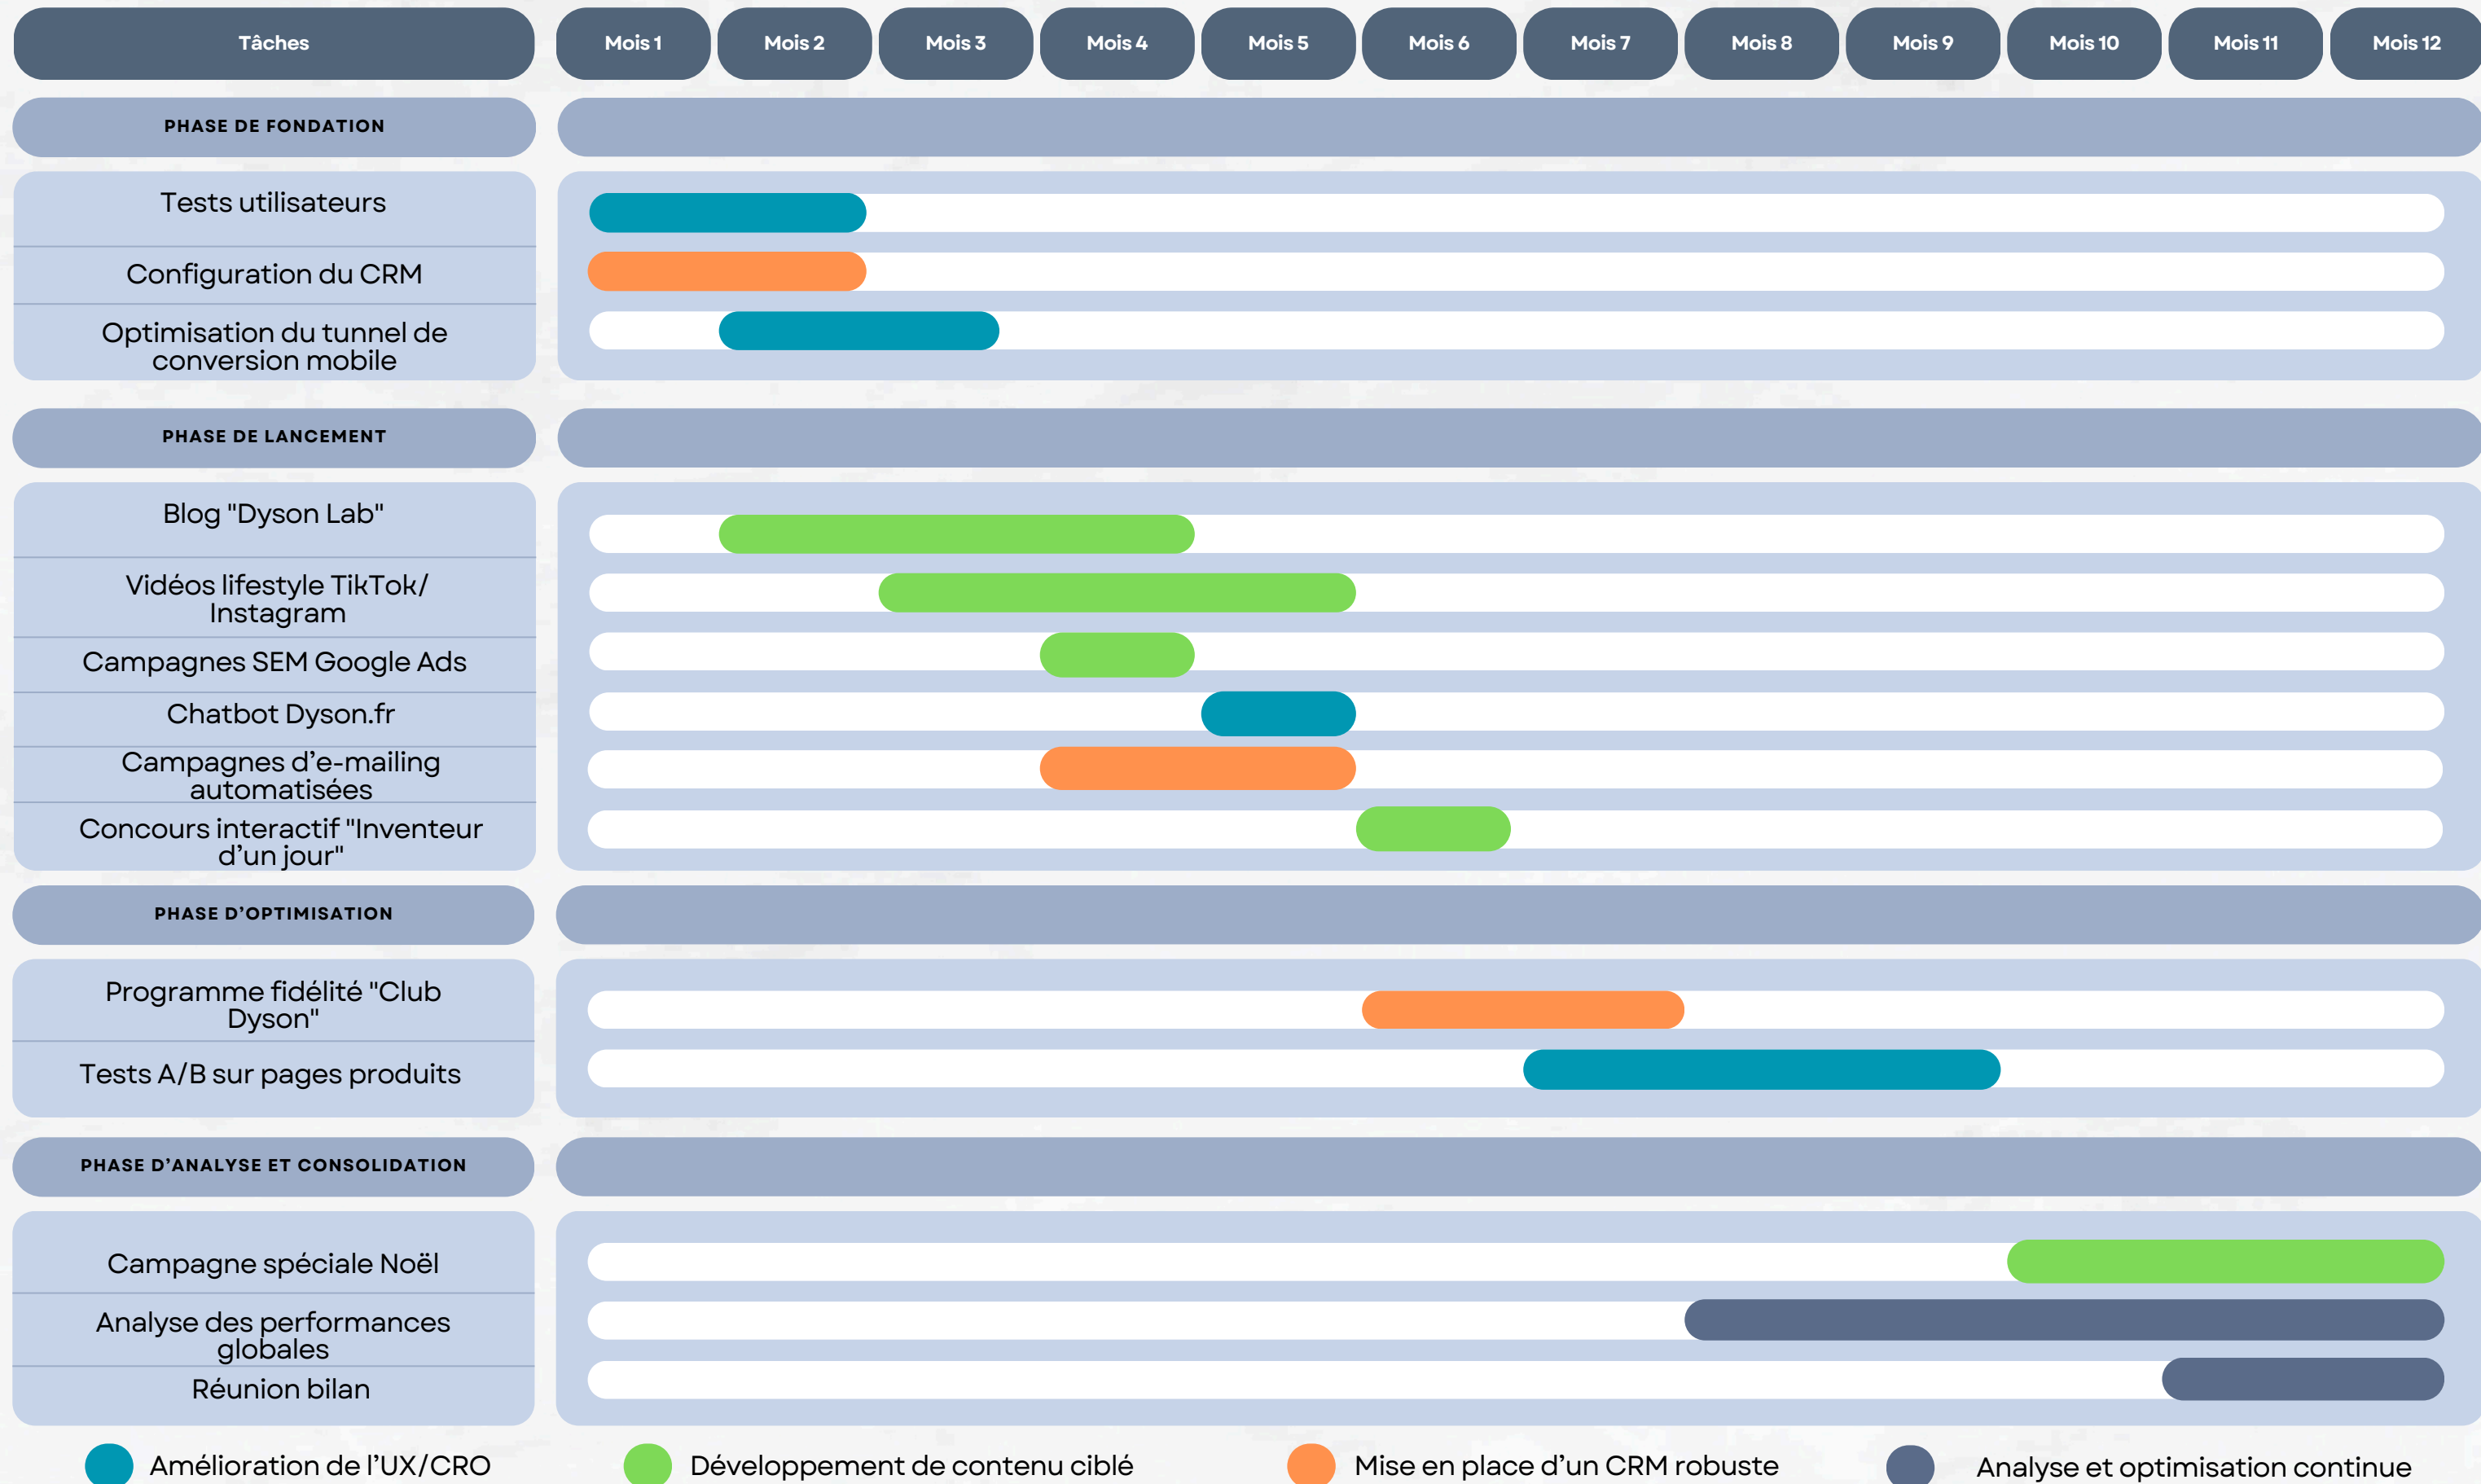 Tâches
Mois 1
Mois 2
Mois 3
Mois 4
Mois 5
Mois 6
Mois 7
Mois 8
Mois 9
Mois 10
Mois 11
Mois 12
PHASE DE FONDATION
Tests utilisateurs
Configuration du CRM
Optimisation du tunnel de
conversion mobile
PHASE DE LANCEMENT
Blog "Dyson Lab"
Vidéos lifestyle TikTok/
Instagram
Campagnes SEM Google Ads
Chatbot Dyson.fr
Campagnes d’e-mailing
automatisées
Concours interactif "Inventeur
d’un jour"
PHASE D’OPTIMISATION
Programme fidélité "Club
Dyson"
Tests A/B sur pages produits
PHASE D’ANALYSE ET CONSOLIDATION
Campagne spéciale Noël
Analyse des performances
globales
Réunion bilan
Amélioration de l’UX/CRO
Développement de contenu ciblé
Mise en place d’un CRM robuste
Analyse et optimisation continue